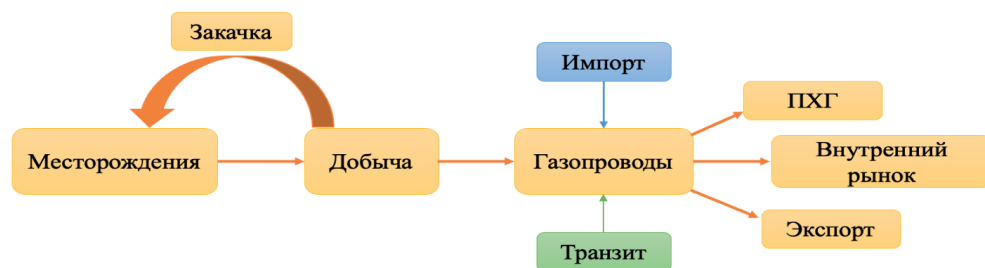 Закачка
Импорт
ПХГ
Месторождения
Добыча
Газопроводы
Внутренний
рынок
Экспорт
Транзит